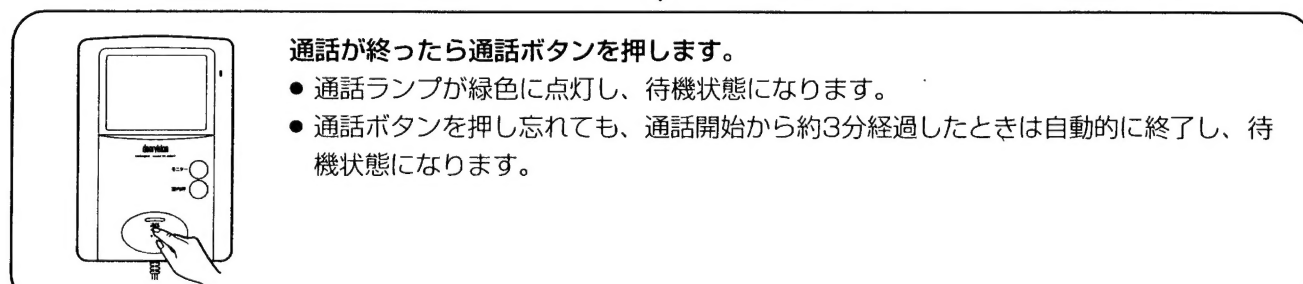 通話が終ったら通話ボタンを押します。
● 通話ランプが緑色に点灯し、待機状態になります。
● 通話ボタンを押し忘れても、通話開始から約3分経過したときは自動的に終了し、待
機状態になります。
モニター